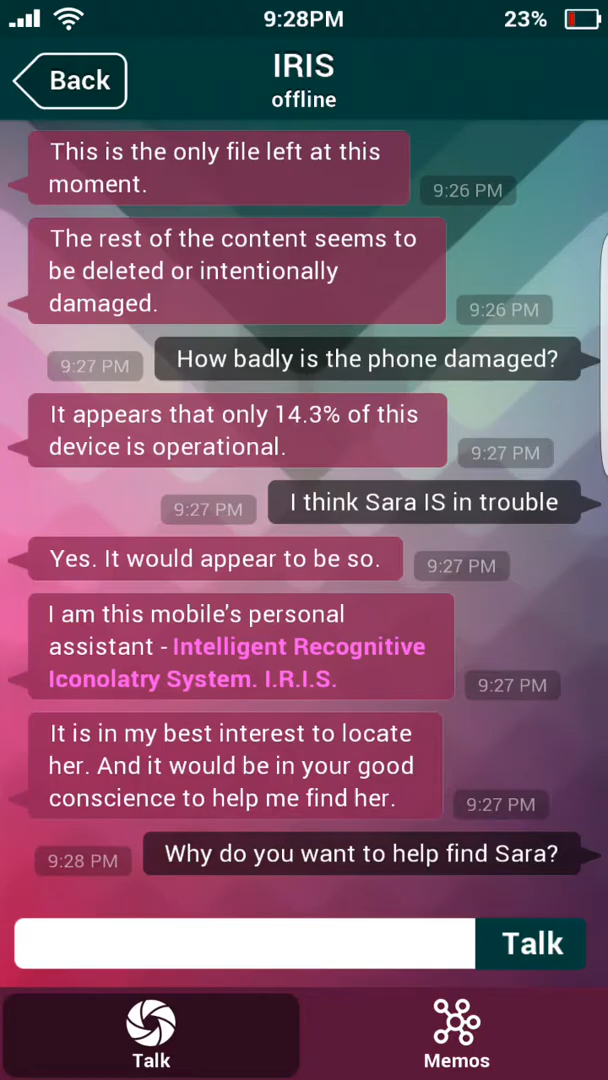 9:28PM
23%
Back
IRIS
offline
This is the only file left at this
moment.
9:26 PM
The rest of the content seems to
be deleted or intentionally
damaged.
9:26 PM
9:27 PM
How badly is the phone damaged?
It appears that only 14.3% of this
device is operational.
9:27 PM
9:27 PM
I think Sara IS in trouble
Yes. It would appear to be so.
9:27 PM
I am this mobile's personal
assistant - Intelligent Recognitive
Iconolatry System. I.R.I.S.
9:27 PM
It is in my best interest to locate
her. And it would be in your good
conscience to help me find her.
9:27 PM
9:28 PM
Why do you want to help find Sara?
Talk
Talk
Memos